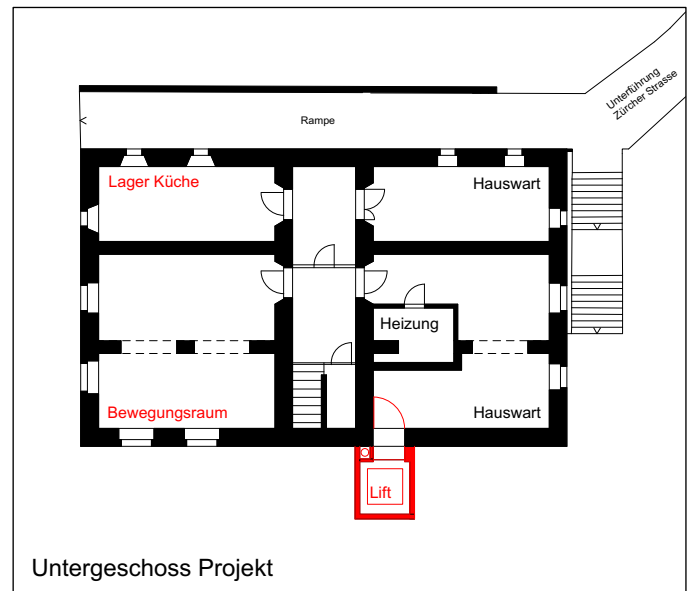 Unterführung
Zürcher Strasse
Rampe
Lager Küche
Hauswart
Heizung
Bewegungsraum
Hauswart
Lift
Untergeschoss Projekt